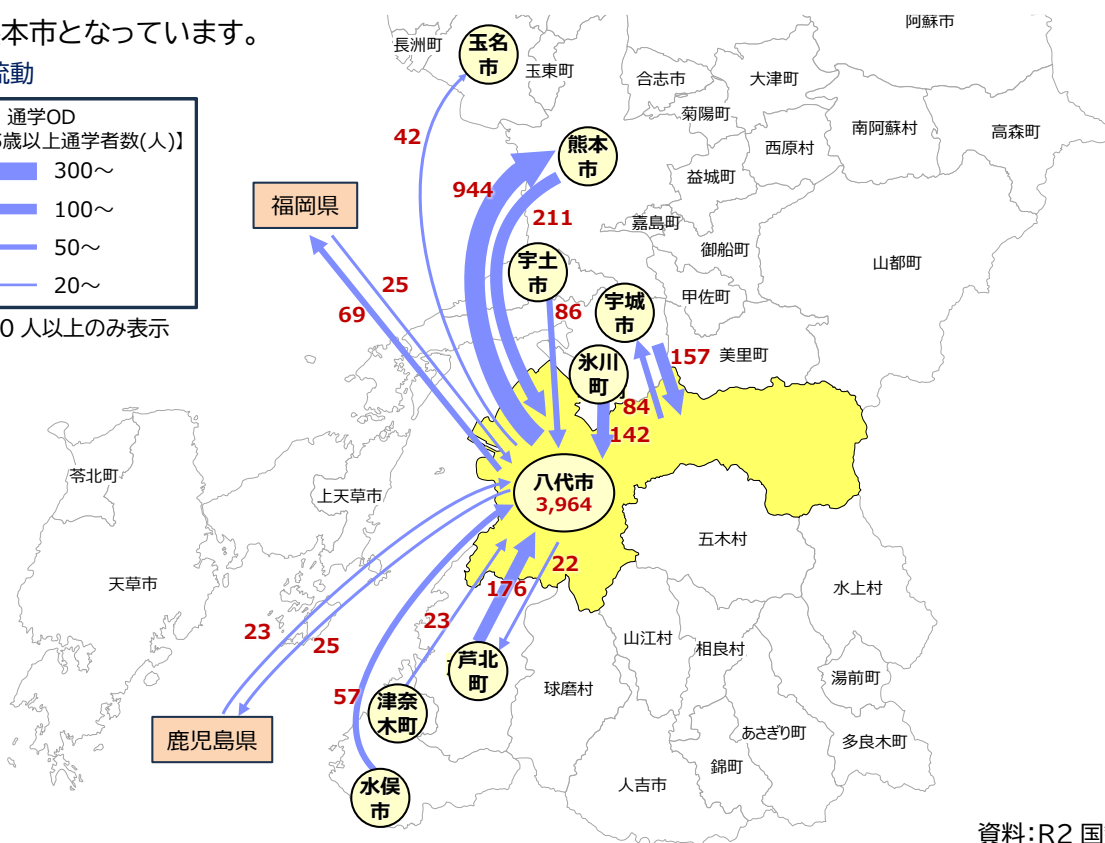 本市となっています。
流動
通学OD
歳以上通学者数(人)】
300～
100～
50～
20～
0 人以上のみ表示
長洲町
玉名
市
玉東町
阿蘇市
合志市
大津町
菊陽町
南阿蘇村
高森町
西原村
熊本
市
益城町
嘉島町
御船町
山都町
甲佐町
美里町
42
944
211
福岡県
25
69
宇土
市
86
宇城
市
157
氷川
町
84
142
八代市
3,964
苓北町
上天草市
天草市
五木村
水上村
22
176
23
23
25
57
山江村
相良村
湯前町
芦北
町
球磨村
津奈
木町
鹿児島県
あさぎり町
多良木町
錦町
人吉市
水俣
市
資料：R2 国